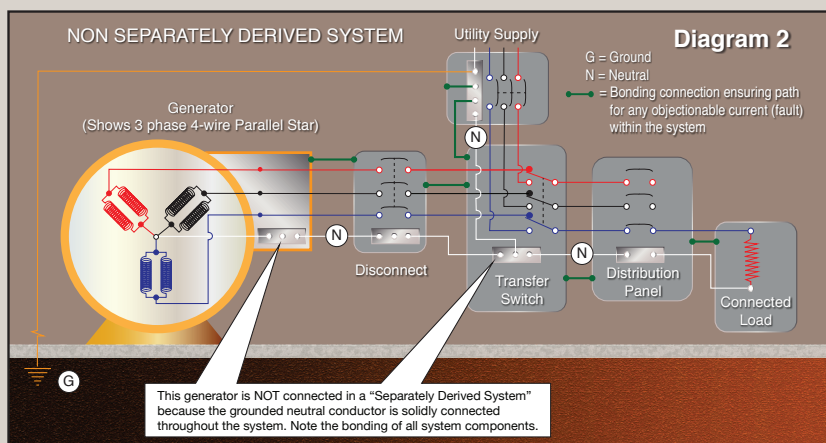 NON SEPARATELY DERIVED SYSTEM
Utility Supply
Diagram 2
G = Ground
N = Neutral
= Bonding connection ensuring path
for any objectionable current (fault)
within the system
Generator
(Shows 3 phase 4-wire Parallel Star)
N
N
N
Disconnect
Transfer
Switch
Distribution
Panel
Connected
Load
G
This generator is NOT connected in a “Separately Derived System”
because the grounded neutral conductor is solidly connected
throughout the system. Note the bonding of all system components.